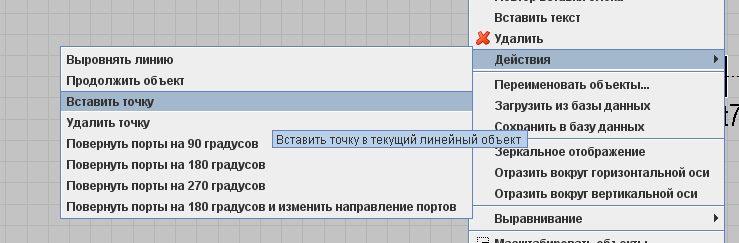 Вставить текст
Удалить
Действия
Переименовать объекты...
Загрузить из базы данных
Сохранить в базу данных
Зеркальное отображение
Отразить вокруг горизонтальной оси
Отразить вокруг вертикальной оси
Выравнивание
Масштабировать объекты
Выровнять линию
Продолжить объект
Вставить точку
Удалить точку
Повернуть порты на 90 градусов
Повернуть порты на 180 градусов
Повернуть порты на 270 градусов
Повернуть порты на 180 градусов и изменить направление портов
Вставить точку в текущий линейный объект